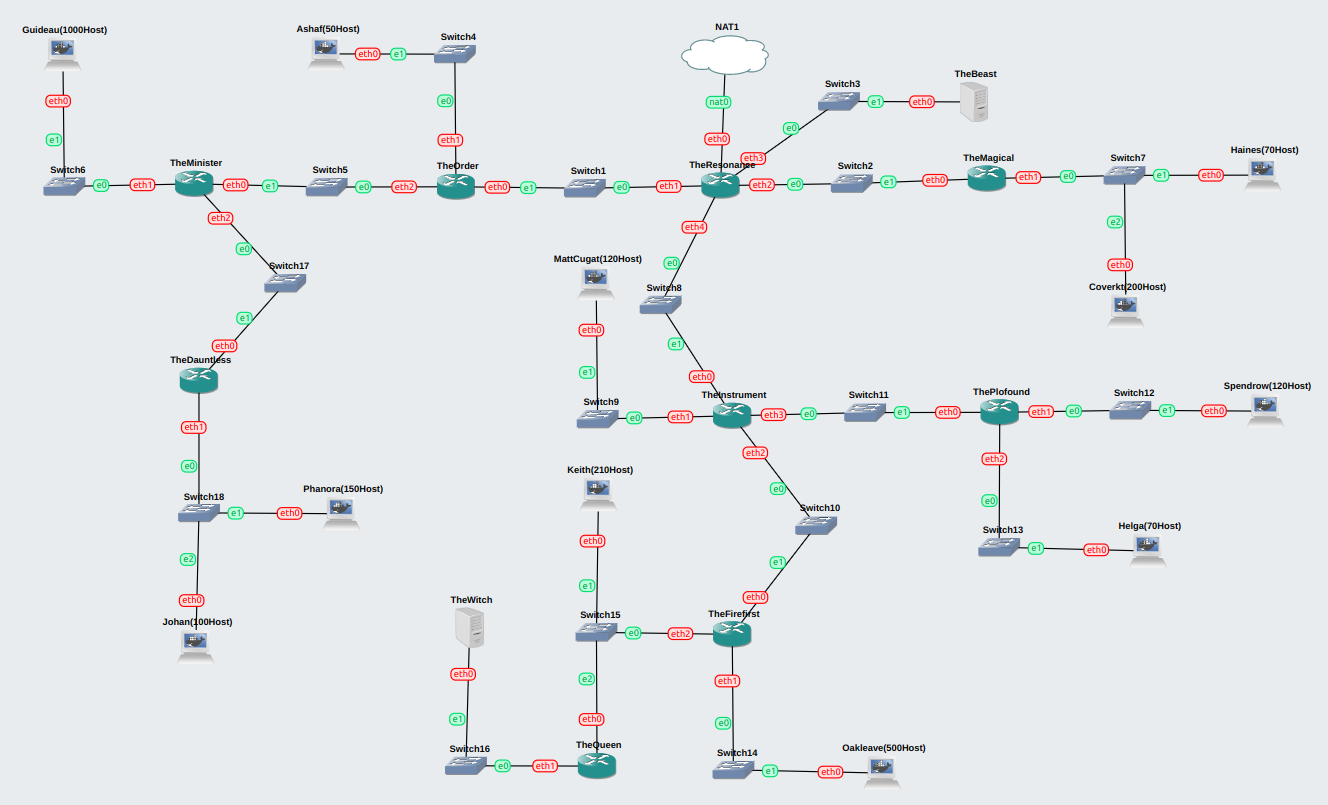 NAT1
Guideau(1000Host)
Ashaf(50Host)
Switch4
eth0
e1
TheBeast
Switch3
e1
eth0
nat0
eth0
e0
eth3
eth0
e1
e0
eth1
Switch6
e0
eth1
TheMinister
eth0
e1
Switch5
e0
eth2
TheOrder
eth0
e1
Switch1
e0
eth1
TheResonance
eth2
e0
Switch2
e1
eth0
TheMagical
eth1
e0
Switch7
e1
eth0
Haines(70Host)
e2
eth0
Coverkt(200Host)
eth2
e0
Switch17
e1
eth0
TheDauntless
eth4
e0
Switch8
e1
eth0
MattCugat(120Host)
eth0
e1
Switch9
e0
eth1
TheInstrument
eth3
e0
Switch11
e1
eth0
ThePlofound
eth1
e0
Switch12
e1
eth0
Spendrow(120Host)
eth1
e0
Switch18
e1
eth0
Phanora(150Host)
e2
eth0
Johan(100Host)
eth2
e0
Switch10
e1
eth0
TheFirefirst
eth2
e0
Switch13
e1
eth0
Helga(70Host)
Keith(210Host)
eth0
e1
Switch15
e0
eth2
e2
eth0
TheQueen
TheWitch
eth0
e1
Switch16
e0
eth1
eth1
e0
Switch14
e1
eth0
Oakleave(500Host)